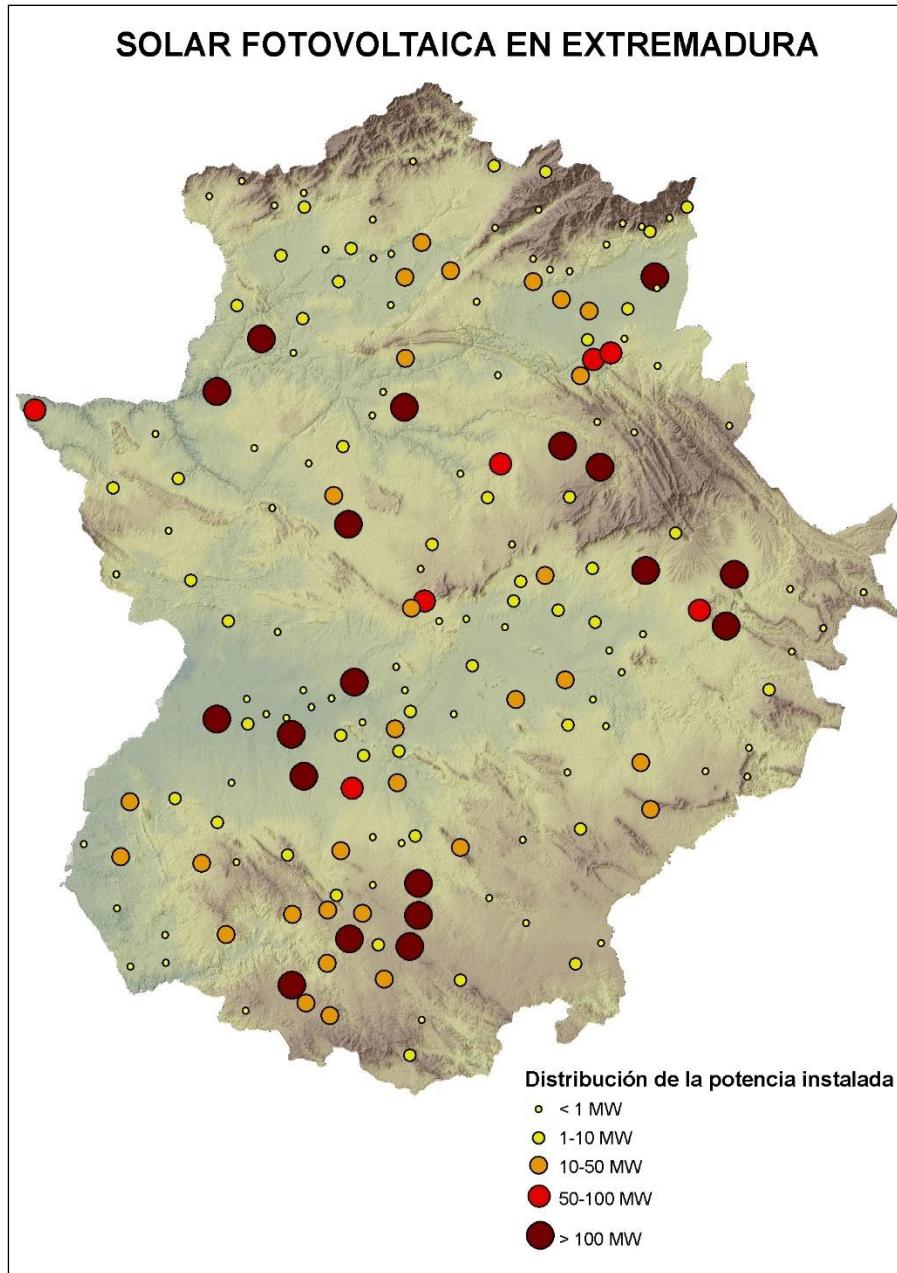 SOLAR FOTOVOLTAICA EN EXTREMADURA
Distribución de la potencia instalada
< 1 MW
1-10 MW
10-50 MW
50-100 MW
> 100 MW